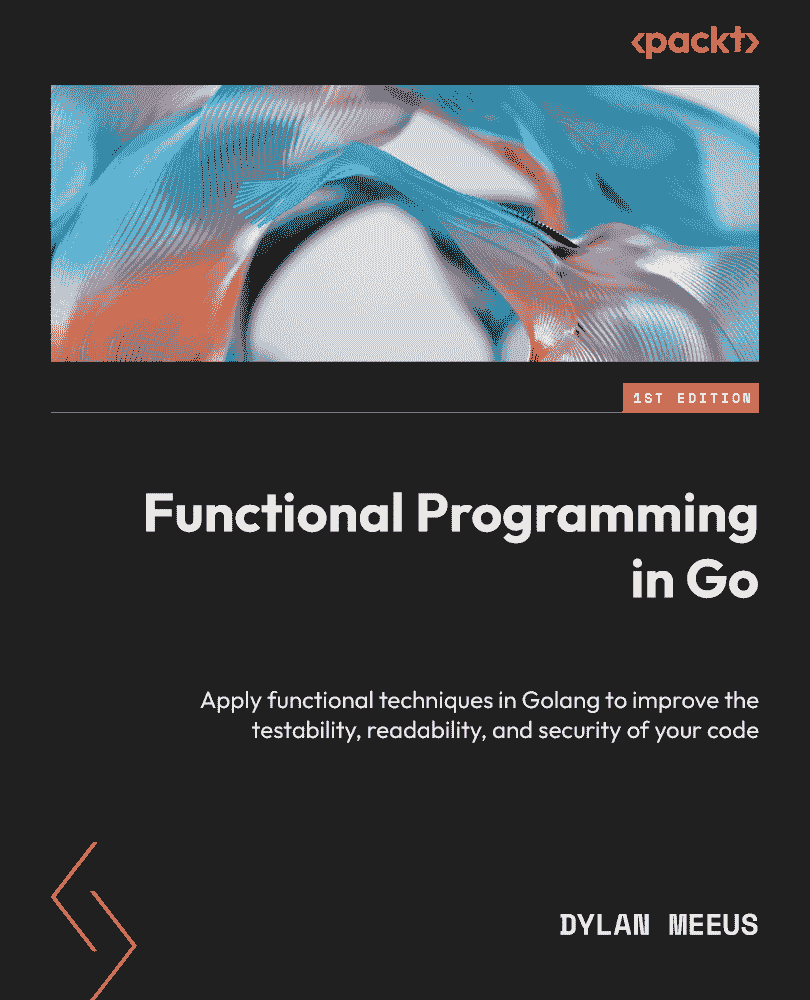 <packt>
1ST EDITION
Functional Programming
in Go
Apply functional techniques in Golang to improve the
testability, readability, and security of your code
DYLAN MEEUS